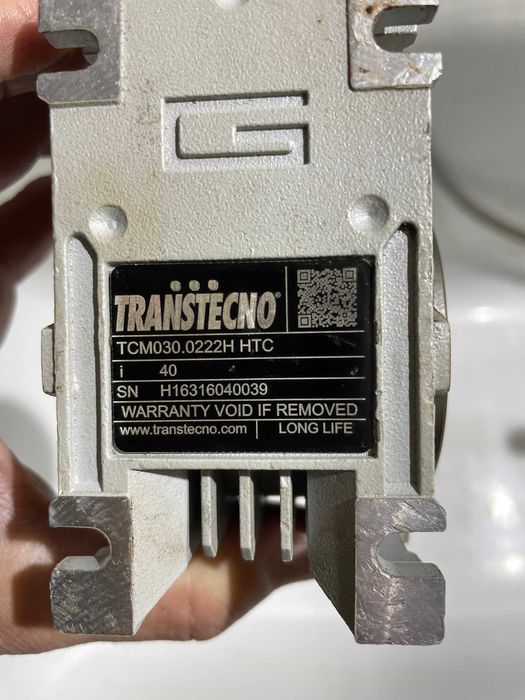 G
TRANSTECNO®
TCM030.0222H HTC
i 40
SN H16316040039
WARRANTY VOID IF REMOVED
www.transtecno.com LONG LIFE